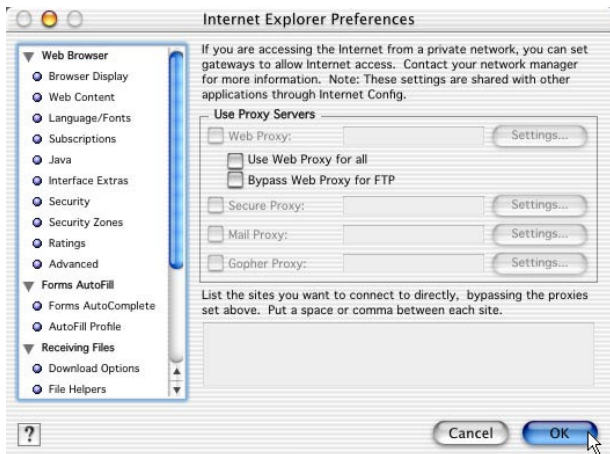 Internet Explorer Preferences
Web Browser
Browser Display
Web Content
Language/Fonts
Subscriptions
Java
Interface Extras
Security
Security Zones
Ratings
Advanced
Forms AutoFill
Forms AutoComplete
AutoFill Profile
Receiving Files
Download Options
File Helpers
If you are accessing the Internet from a private network, you can set
gateways to allow Internet access. Contact your network manager
for more information. Note: These settings are shared with other
applications through Internet Config.
Use Proxy Servers
Web Proxy: Settings...
Use Web Proxy for all
Bypass Web Proxy for FTP
Secure Proxy: Settings...
Mail Proxy: Settings...
Gopher Proxy: Settings...
List the sites you want to connect to directly, bypassing the proxies
set above. Put a space or comma between each site.
? Cancel OK